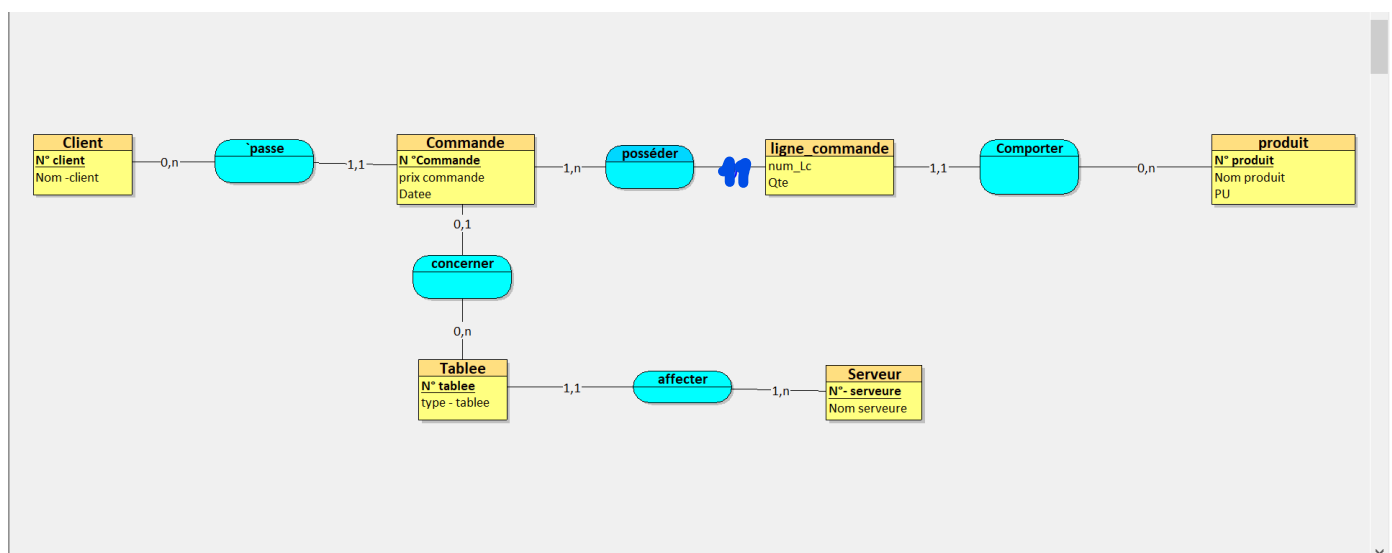 Client
N° client
Nom -client
0,n
`passe
1,1
Commande
N °Commande
prix commande
Datee
1,n
posséder
ligne_commande
num_Lc
Qte
1,1
Comporter
0,n
produit
N° produit
Nom produit
PU
0,1
concerner
0,n
Tablee
N° tablee
type - tablee
1,1
affecter
1,n
Serveur
N°- serveure
Nom serveure